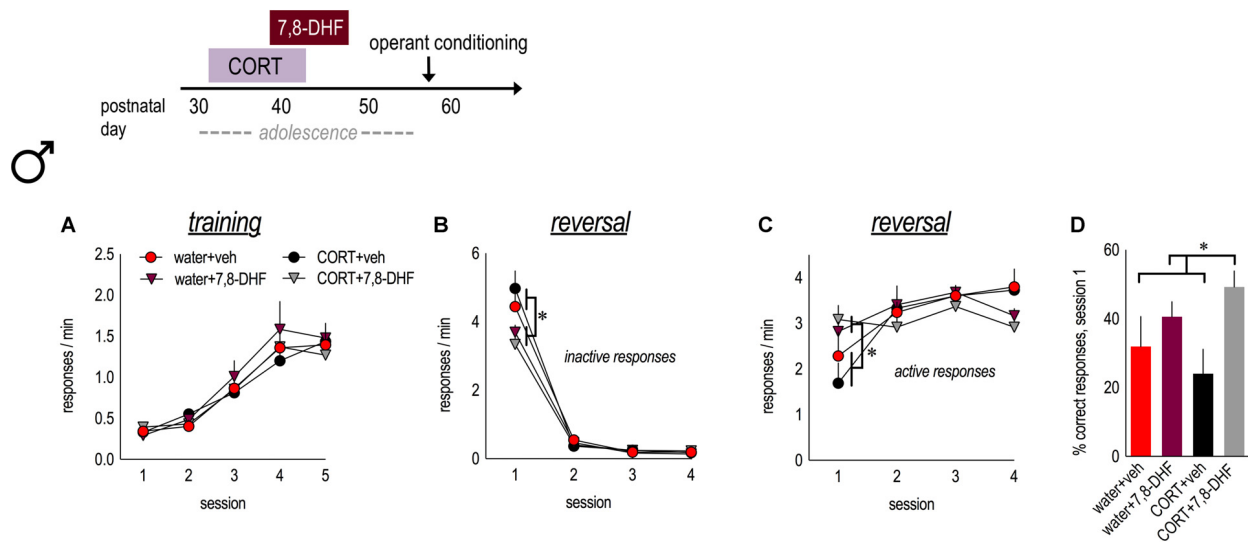 7,8-DHF
CORT
operant conditioning
postnatal day
30 40 50 60
adolescence
A training
responses / min
2.5
2.0
1.5
1.0
0.5
0.0
water+veh
water+7,8-DHF
CORT+veh
CORT+7,8-DHF
1 2 3 4 5
session
B reversal
responses / min
6
4
2
0
*
inactive responses
1 2 3 4
session
C reversal
responses / min
4
3
2
1
0
*
active responses
1 2 3 4
session
D
% correct responses, session 1
60
40
20
0
*
water+veh
water+7,8-DHF
CORT+veh
CORT+7,8-DHF